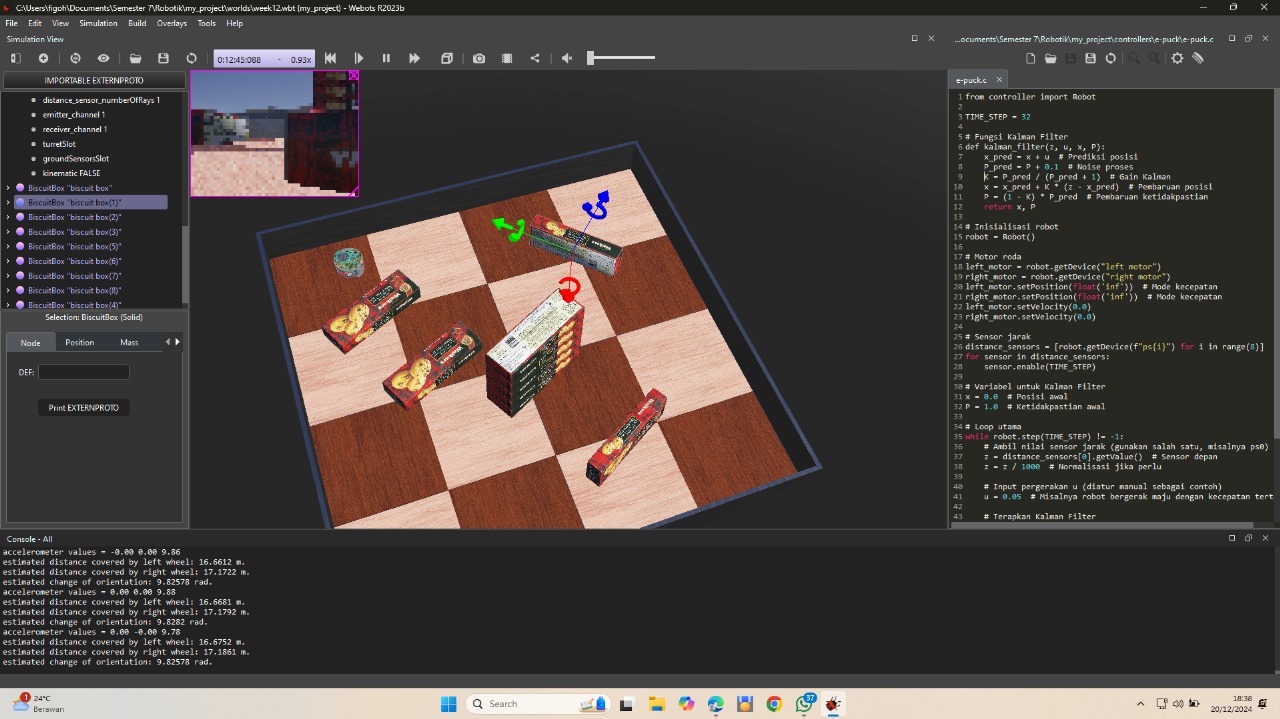 C:\Users\figoh\Documents\Semester 7\Robotik\my_project\worlds\week12.wbt (my_project) - Webots R2023b
File Edit View Simulation Build Overlays Tools Help
Simulation View
...ocuments\Semester 7\Robotik\my_project\controllers\e-puck\e-puck.c
0:12:45:088 - 0.93x
IMPORTABLE EXTERNPROTO
distance_sensor_numberOfRays 1
emitter_channel 1
receiver_channel 1
turretSlot
groundSensorsSlot
kinematic FALSE
BiscuitBox "biscuit box"
BiscuitBox "biscuit box(1)"
BiscuitBox "biscuit box(2)"
BiscuitBox "biscuit box(3)"
BiscuitBox "biscuit box(5)"
BiscuitBox "biscuit box(6)"
BiscuitBox "biscuit box(7)"
BiscuitBox "biscuit box(8)"
BiscuitBox "biscuit box(4)"
Selection: BiscuitBox (Solid)
Node Position Mass
DEF:
Print EXTERNPROTO
e-puck.c
1 from controller import Robot
2
3 TIME_STEP = 32
4
5 # Fungsi Kalman Filter
6 def kalman_filter(z, u, x, P):
7 x_pred = x + u # Prediksi posisi
8 P_pred = P + 0.1 # Noise proses
9 K = P_pred / (P_pred + 1) # Gain Kalman
10 x = x_pred + K * (z - x_pred) # Pembaruan posisi
11 P = (1 - K) * P_pred # Pembaruan ketidakpastian
12 return x, P
13
14 # Inisialisasi robot
15 robot = Robot()
16
17 # Motor roda
18 left_motor = robot.getDevice("left motor")
19 right_motor = robot.getDevice("right motor")
20 left_motor.setPosition(float('inf')) # Mode kecepatan
21 right_motor.setPosition(float('inf')) # Mode kecepatan
22 left_motor.setVelocity(0.0)
23 right_motor.setVelocity(0.0)
24
25 # Sensor jarak
26 distance_sensors = [robot.getDevice(f"ps{i}") for i in range(8)]
27 for sensor in distance_sensors:
28 sensor.enable(TIME_STEP)
29
30 # Variabel untuk Kalman Filter
31 x = 0.0 # Posisi awal
32 P = 1.0 # Ketidakpastian awal
33
34 # Loop utama
35 while robot.step(TIME_STEP) != -1:
36 # Ambil nilai sensor jarak (gunakan salah satu, misalnya ps0)
37 z = distance_sensors[0].getValue() # Sensor depan
38 z = z / 1000 # Normalisasi jika perlu
39
40 # Input pergerakan u (diatur manual sebagai contoh)
41 u = 0.05 # Misalnya robot bergerak maju dengan kecepatan tert
42
43 # Terapkan Kalman Filter
Console - All
accelerometer values = -0.00 0.00 9.86
estimated distance covered by left wheel: 16.6612 m.
estimated distance covered by right wheel: 17.1722 m.
estimated change of orientation: 9.82578 rad.
accelerometer values = 0.00 0.00 9.88
estimated distance covered by left wheel: 16.6681 m.
estimated distance covered by right wheel: 17.1792 m.
estimated change of orientation: 9.8282 rad.
accelerometer values = 0.00 -0.00 9.78
estimated distance covered by left wheel: 16.6752 m.
estimated distance covered by right wheel: 17.1861 m.
estimated change of orientation: 9.82578 rad.
1
24°C
Berawan
Search
37
18:38
20/12/2024